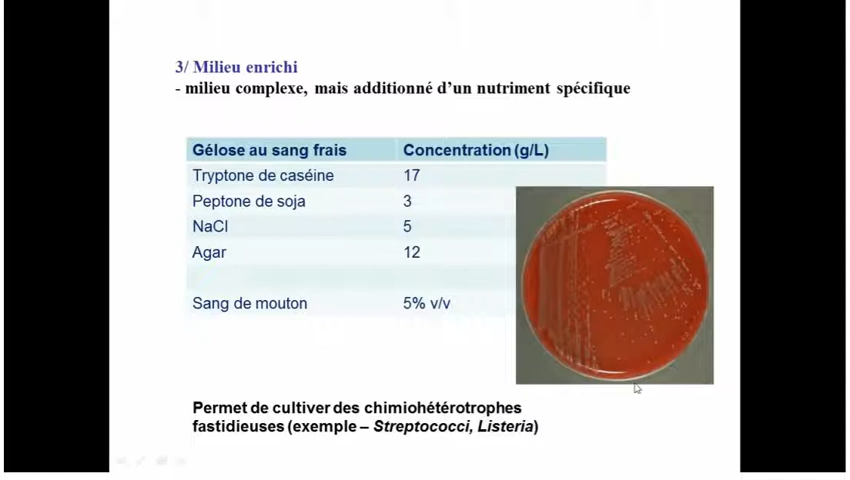 3/ Milieu enrichi
- milieu complexe, mais additionné d'un nutriment spécifique
Gélose au sang frais Concentration (g/L)
Tryptone de caséine 17
Peptone de soja 3
NaCl 5
Agar 12
Sang de mouton 5% v/v
Permet de cultiver des chimiohétérotrophes
fastidieuses (exemple – Streptococci, Listeria)